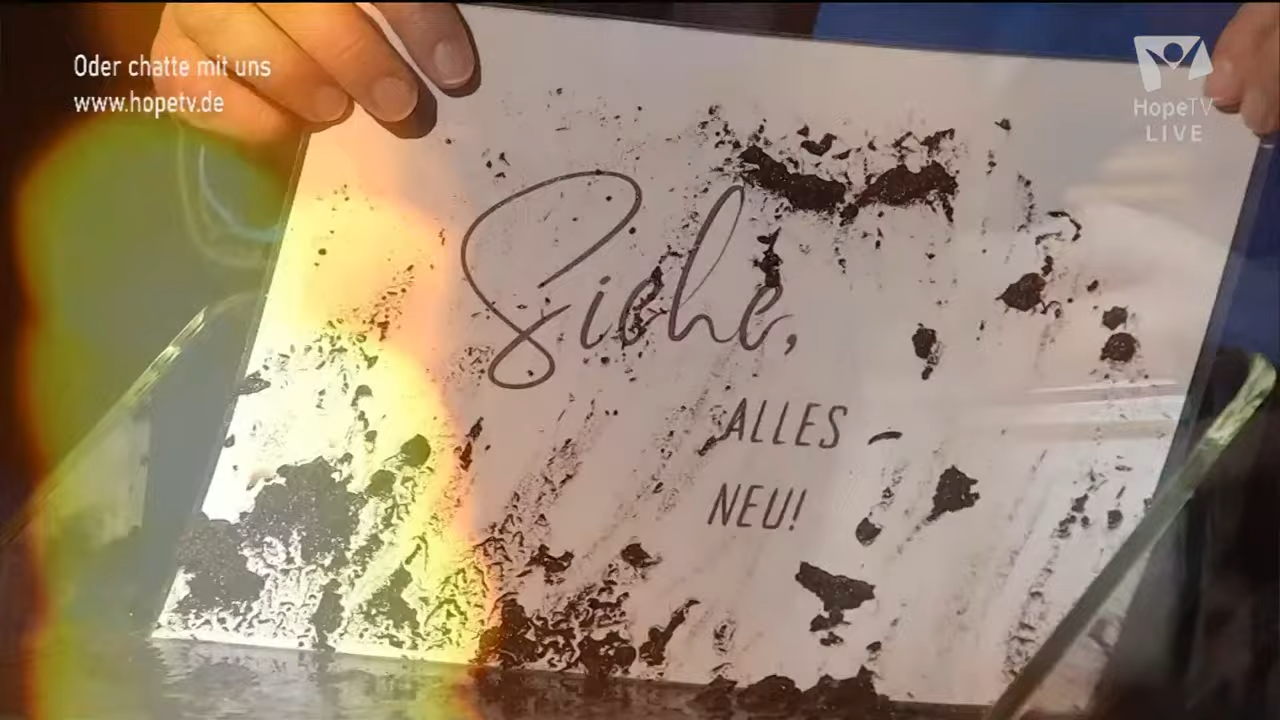 Oder chatte mit uns
www.hopetv.de
HopeTV
LIVE
Siehe,
ALLES
NEU!